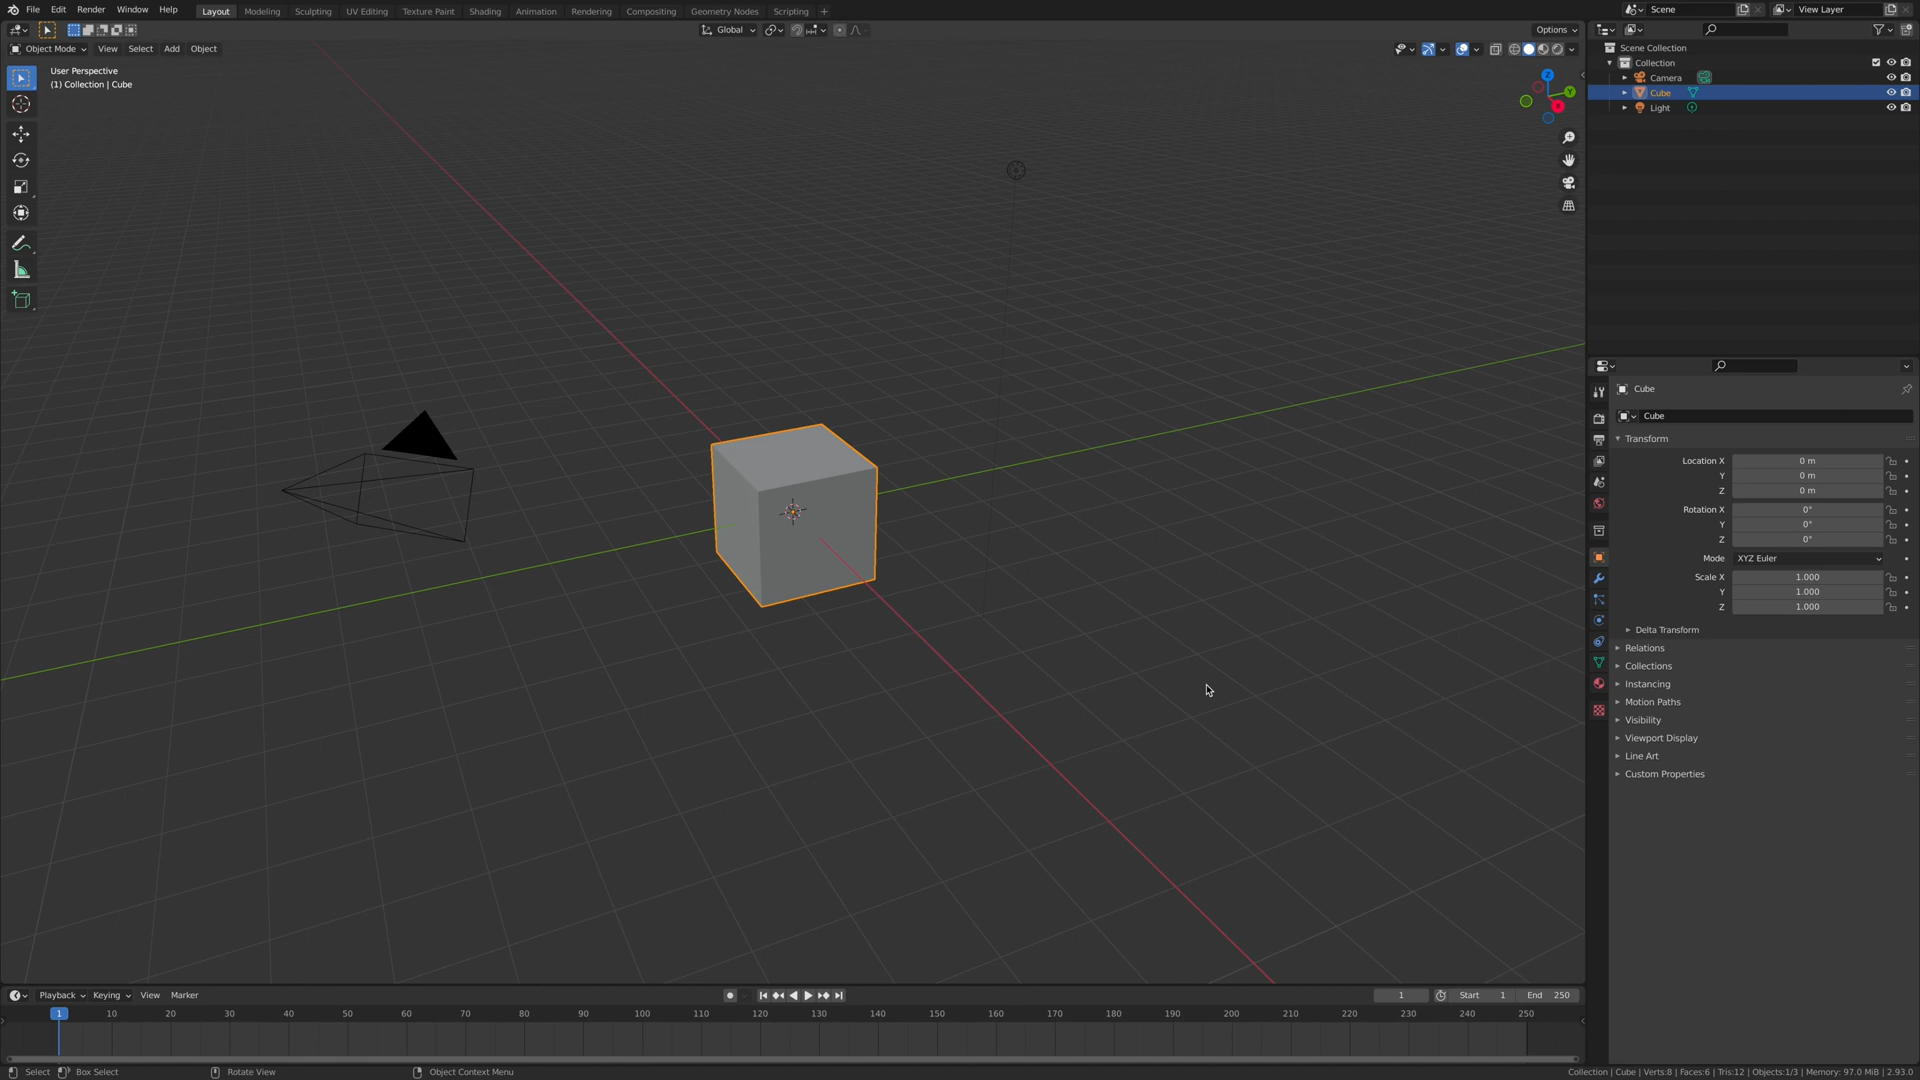 File Edit Render Window Help Layout Modeling Sculpting UV Editing Texture Paint Shading Animation Rendering Compositing Geometry Nodes Scripting + Scene View Layer
Global Options
Object Mode View Select Add Object
User Perspective
(1) Collection | Cube
Z
Y
X
Scene Collection
Collection
Camera
Cube
Light
Cube
Cube
Transform
Location X 0 m
Y 0 m
Z 0 m
Rotation X 0°
Y 0°
Z 0°
Mode XYZ Euler
Scale X 1.000
Y 1.000
Z 1.000
Delta Transform
Relations
Collections
Instancing
Motion Paths
Visibility
Viewport Display
Line Art
Custom Properties
Playback Keying View Marker 1 Start 1 End 250
1 10 20 30 40 50 60 70 80 90 100 110 120 130 140 150 160 170 180 190 200 210 220 230 240 250
Select Box Select Rotate View Object Context Menu Collection | Cube | Verts:8 | Faces:6 | Tris:12 | Objects:1/3 | Memory: 97.0 MiB | 2.93.0